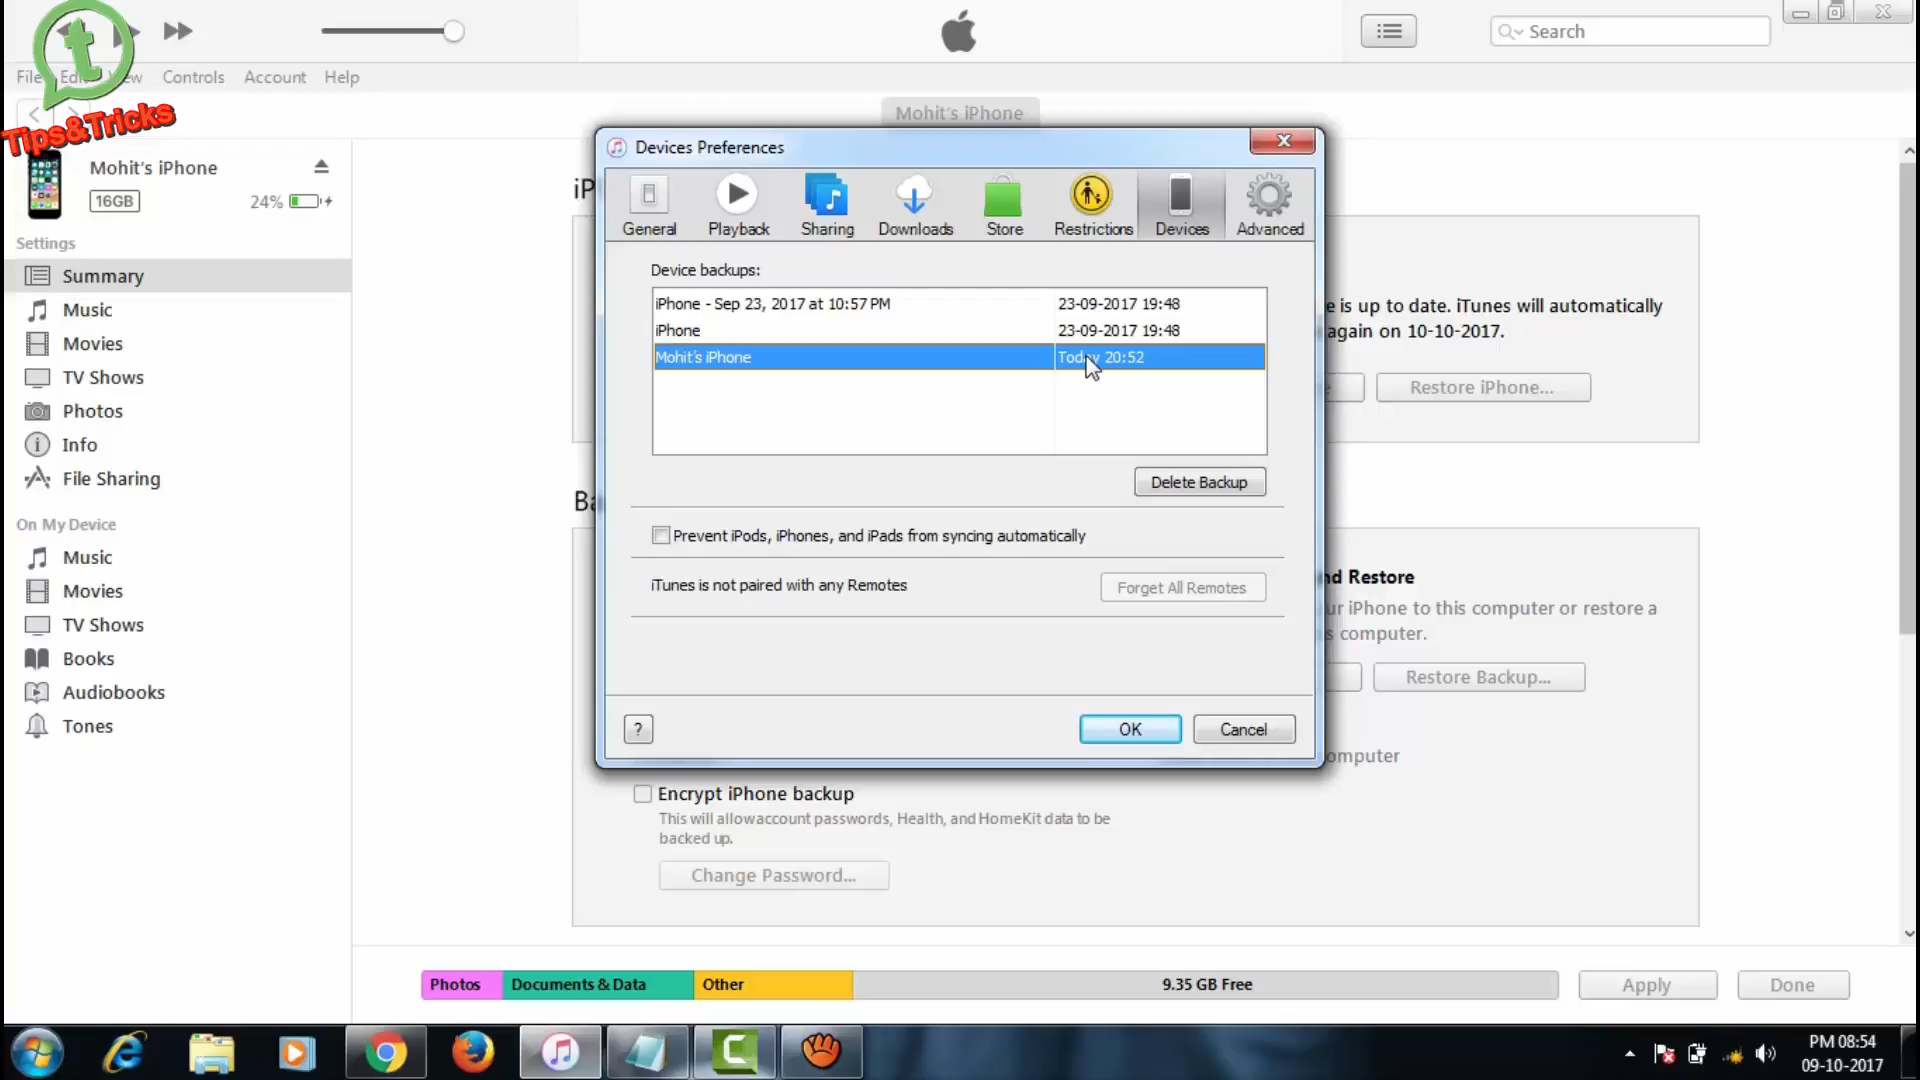 t
Tips&Tricks
Search
File Edit View Controls Account Help
Mohit's iPhone
Mohit's iPhone
16GB
24%
Settings
Summary
Music
Movies
TV Shows
Photos
Info
File Sharing
On My Device
Music
Movies
TV Shows
Books
Audiobooks
Tones
Devices Preferences
General Playback Sharing Downloads Store Restrictions Devices Advanced
Device backups:
iPhone - Sep 23, 2017 at 10:57 PM 23-09-2017 19:48
iPhone 23-09-2017 19:48
Mohit's iPhone Today 20:52
Delete Backup
Prevent iPods, iPhones, and iPads from syncing automatically
iTunes is not paired with any Remotes
Forget All Remotes
? OK Cancel
iP
e is up to date. iTunes will automatically
again on 10-10-2017.
Restore iPhone...
Ba
nd Restore
ur iPhone to this computer or restore a
s computer.
Restore Backup...
omputer
Encrypt iPhone backup
This will allow account passwords, Health, and HomeKit data to be
backed up.
Change Password...
Photos Documents & Data Other 9.35 GB Free
Apply Done
PM 08:54
09-10-2017